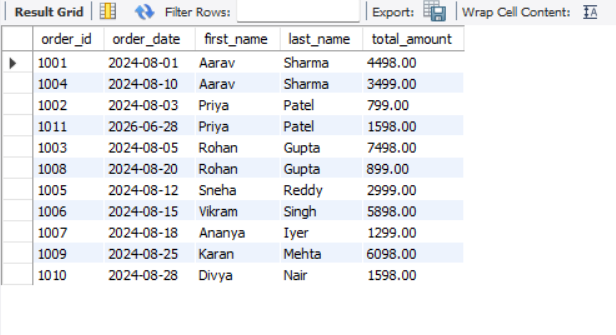 Result Grid Filter Rows: Export: Wrap Cell Content: IA
order_id order_date first_name last_name total_amount
1001 2024-08-01 Aarav Sharma 4498.00
1004 2024-08-10 Aarav Sharma 3499.00
1002 2024-08-03 Priya Patel 799.00
1011 2026-06-28 Priya Patel 1598.00
1003 2024-08-05 Rohan Gupta 7498.00
1008 2024-08-20 Rohan Gupta 899.00
1005 2024-08-12 Sneha Reddy 2999.00
1006 2024-08-15 Vikram Singh 5898.00
1007 2024-08-18 Ananya Iyer 1299.00
1009 2024-08-25 Karan Mehta 6098.00
1010 2024-08-28 Divya Nair 1598.00